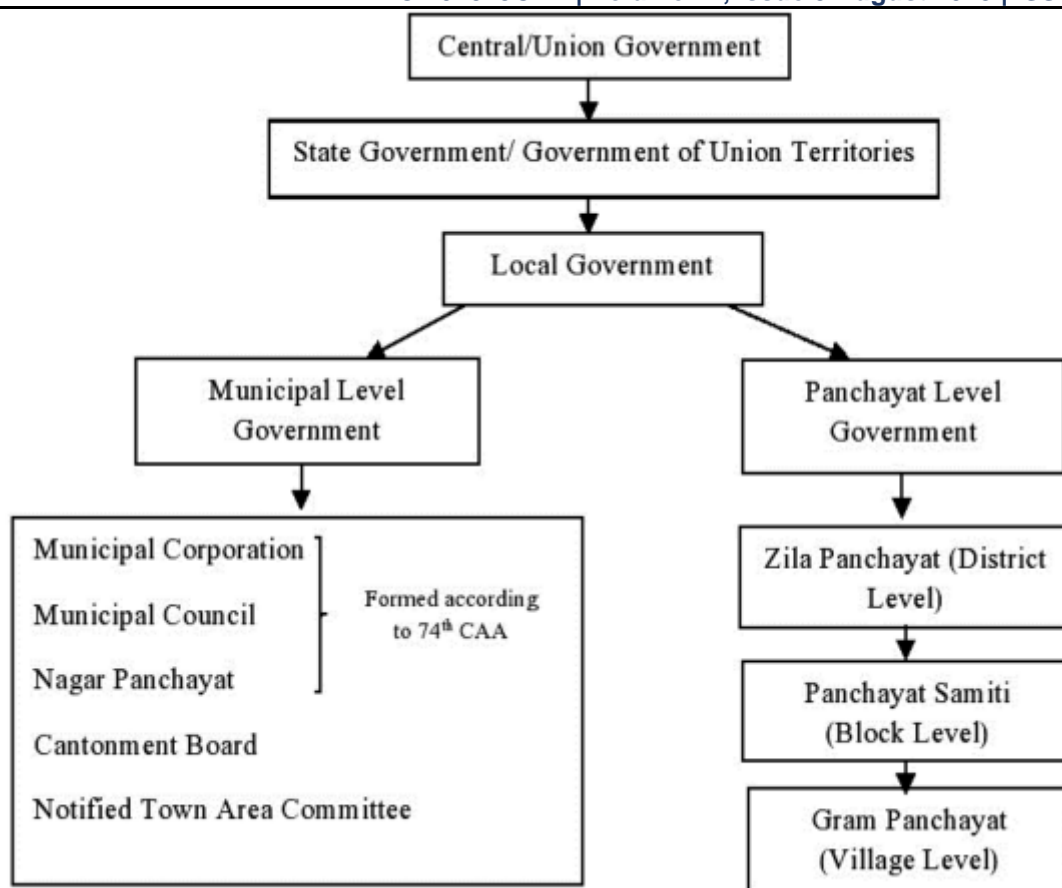 Central/Union Government
State Government/ Government of Union Territories
Local Government
Municipal Level
Government
Panchayat Level
Government
Municipal Corporation
Municipal Council
Nagar Panchayat
Formed according
to 74th CAA
Cantonment Board
Notified Town Area Committee
Zila Panchayat (District
Level)
Panchayat Samiti
(Block Level)
Gram Panchayat
(Village Level)